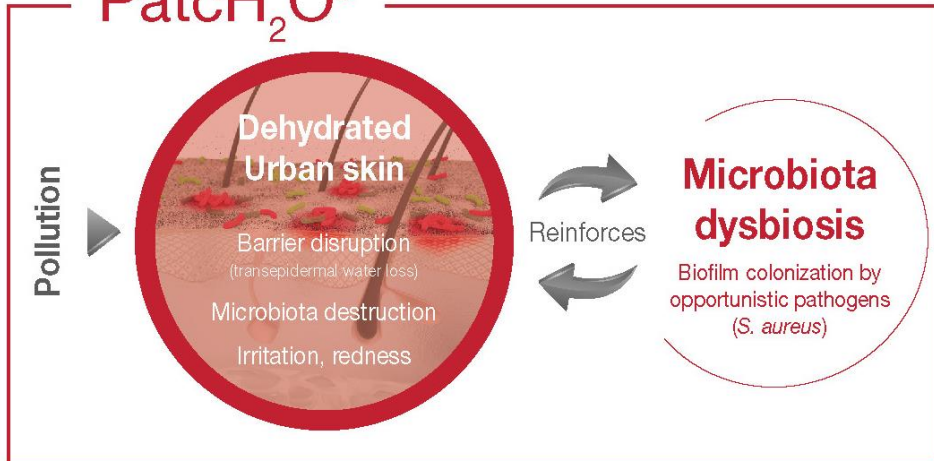 PatcH₂O
Pollution
Dehydrated
Urban skin
Barrier disruption
(transepidermal water loss)
Microbiota destruction
Irritation, redness
Reinforces
Microbiota
dysbiosis
Biofilm colonization by
opportunistic pathogens
(S. aureus)